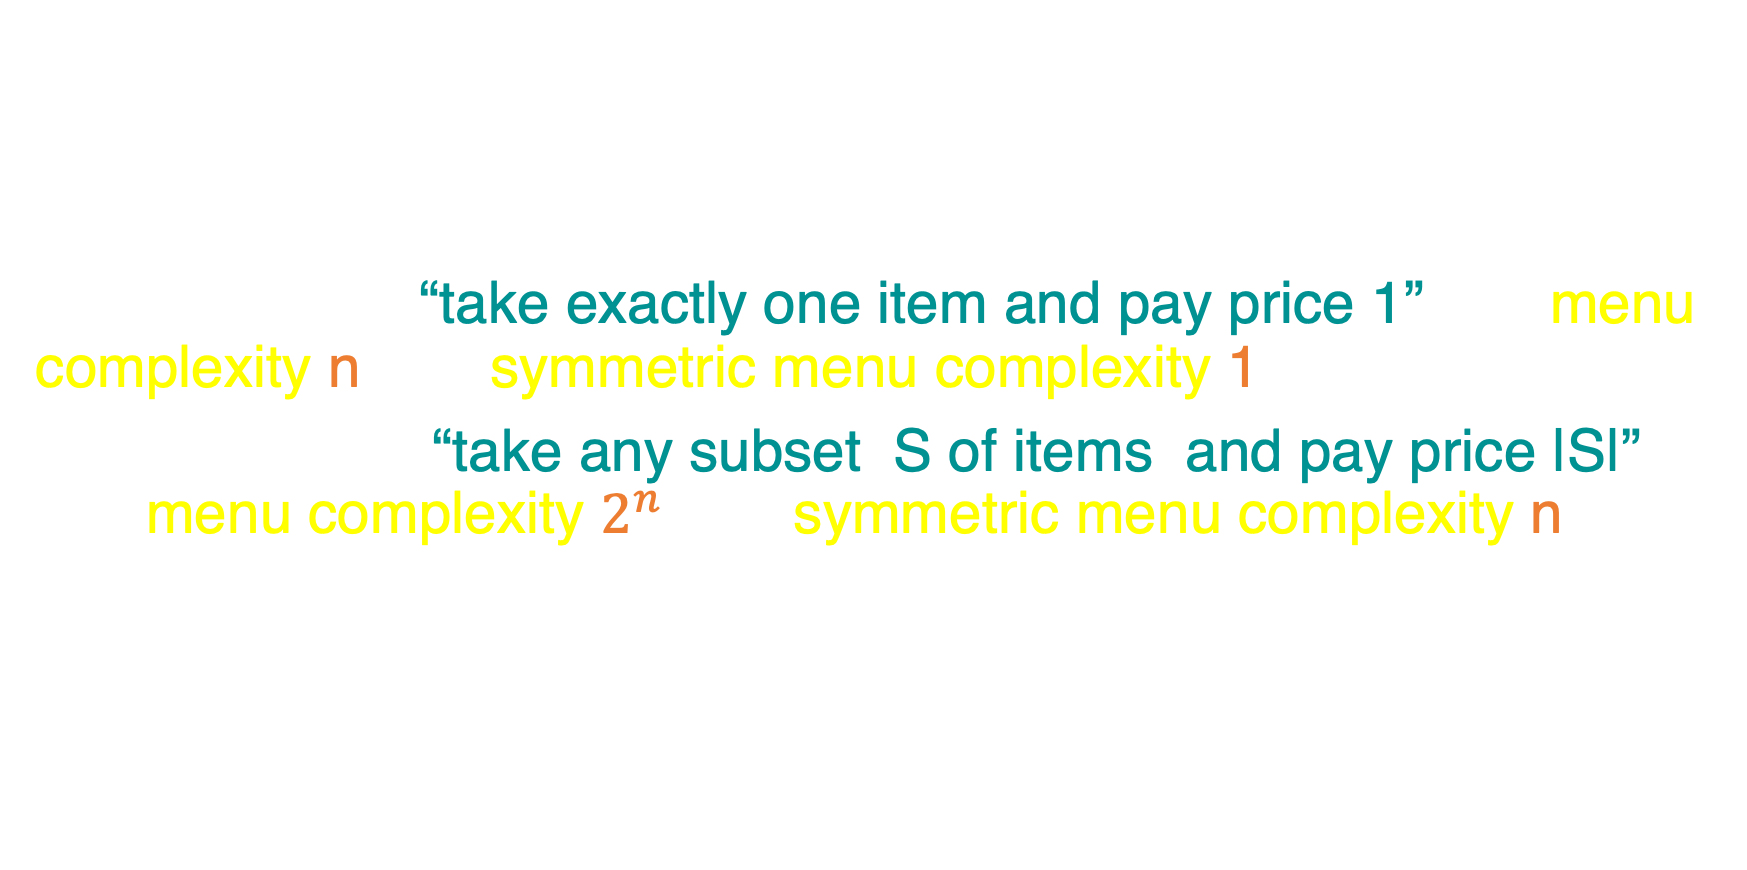 “take exactly one item and pay price 1” menu
complexity n symmetric menu complexity 1
“take any subset S of items and pay price |S|”
menu complexity 2ⁿ symmetric menu complexity n